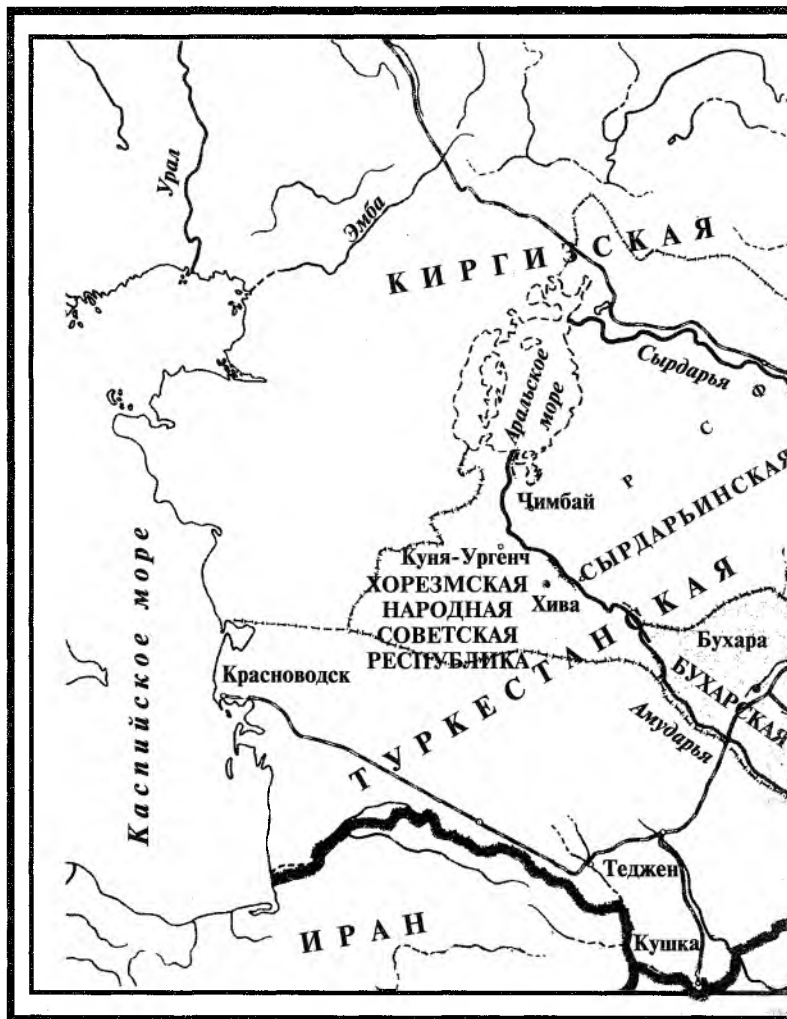 Урал
Эмба
КИРГИЗСКАЯ
Аральское
море
Сырдарья
Р С Ф
Чимбай
СЫРДАРЬИНСКАЯ
Куня-Ургенч
ХОРЕЗМСКАЯ
НАРОДНАЯ
СОВЕТСКАЯ
РЕСПУБЛИКА
Хива
Каспийское море
Красноводск
ТУРКЕСТАНСКАЯ
Бухара
БУХАРСКАЯ
Амударья
Теджен
ИРАН
Кушка